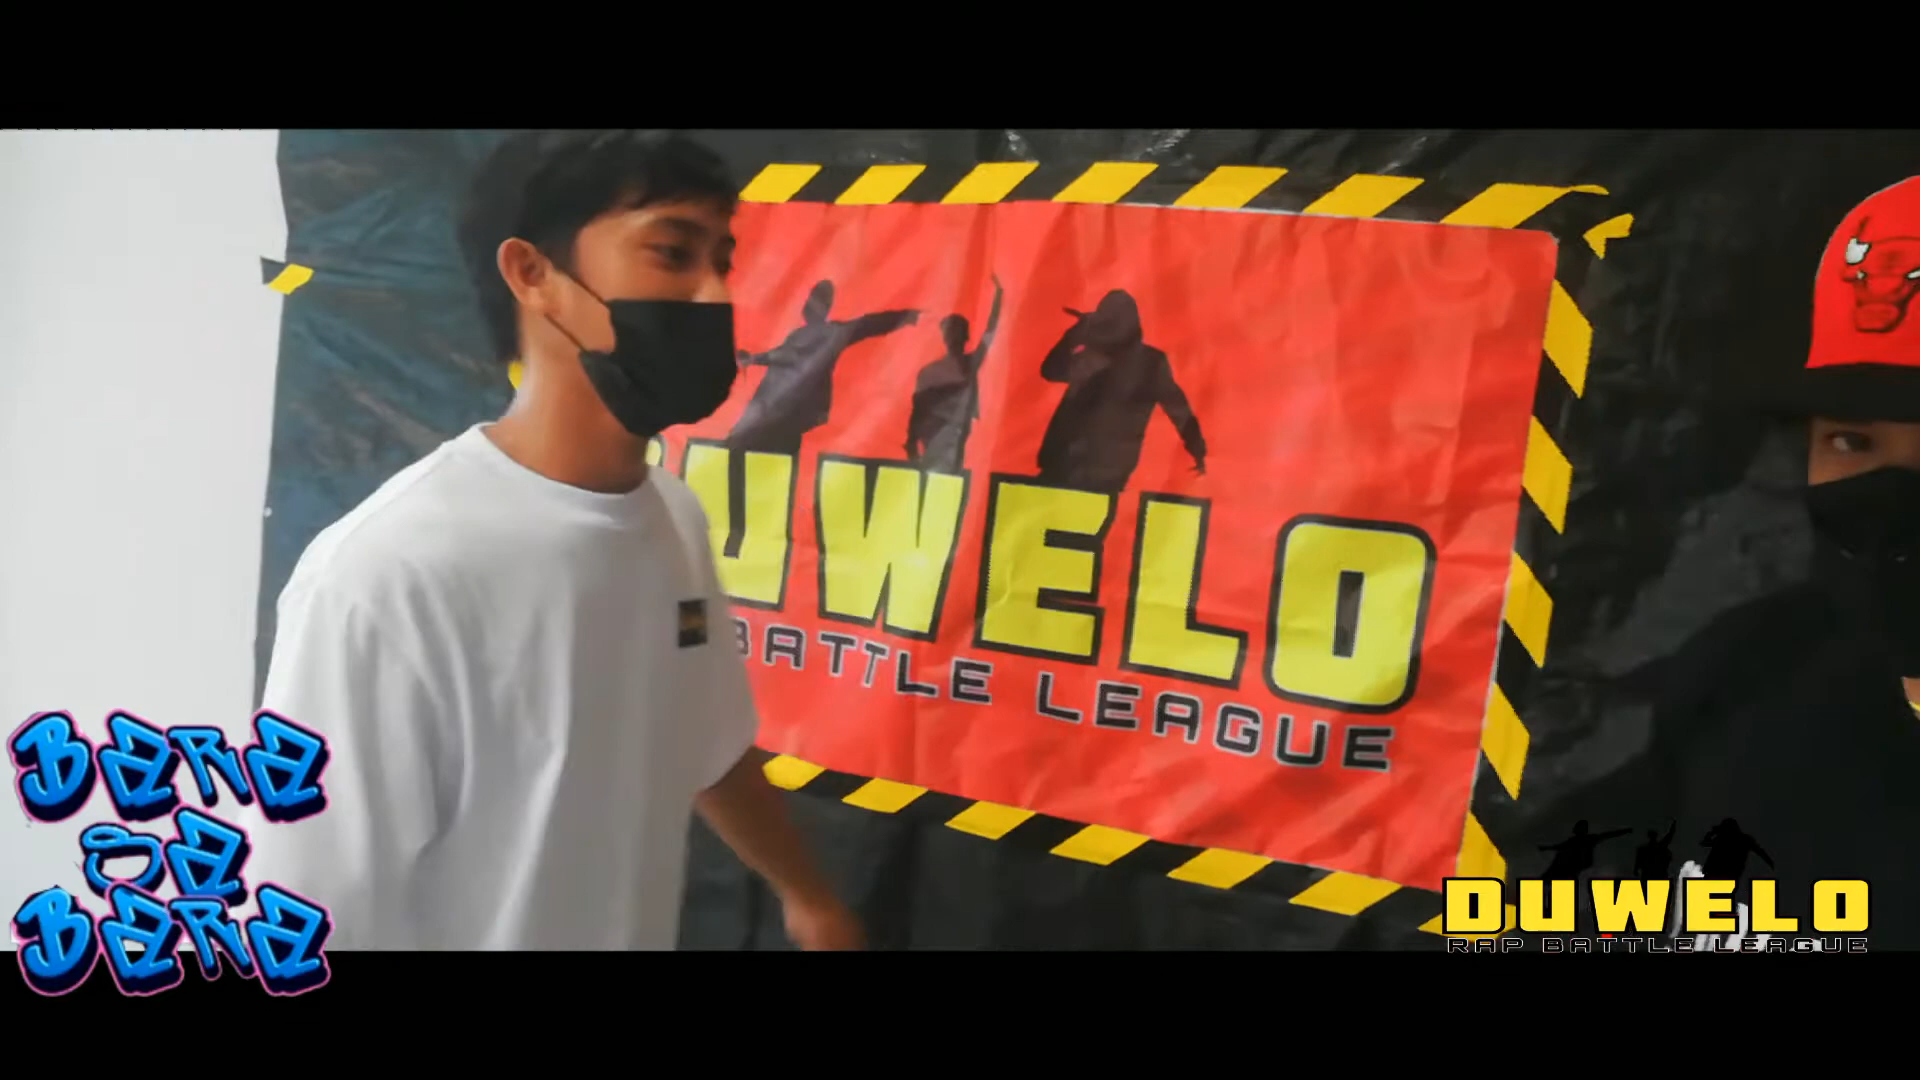 UWELO
BATTLE LEAGUE
Bara
sa
Bara
DUWELO
RAP BATTLE LEAGUE